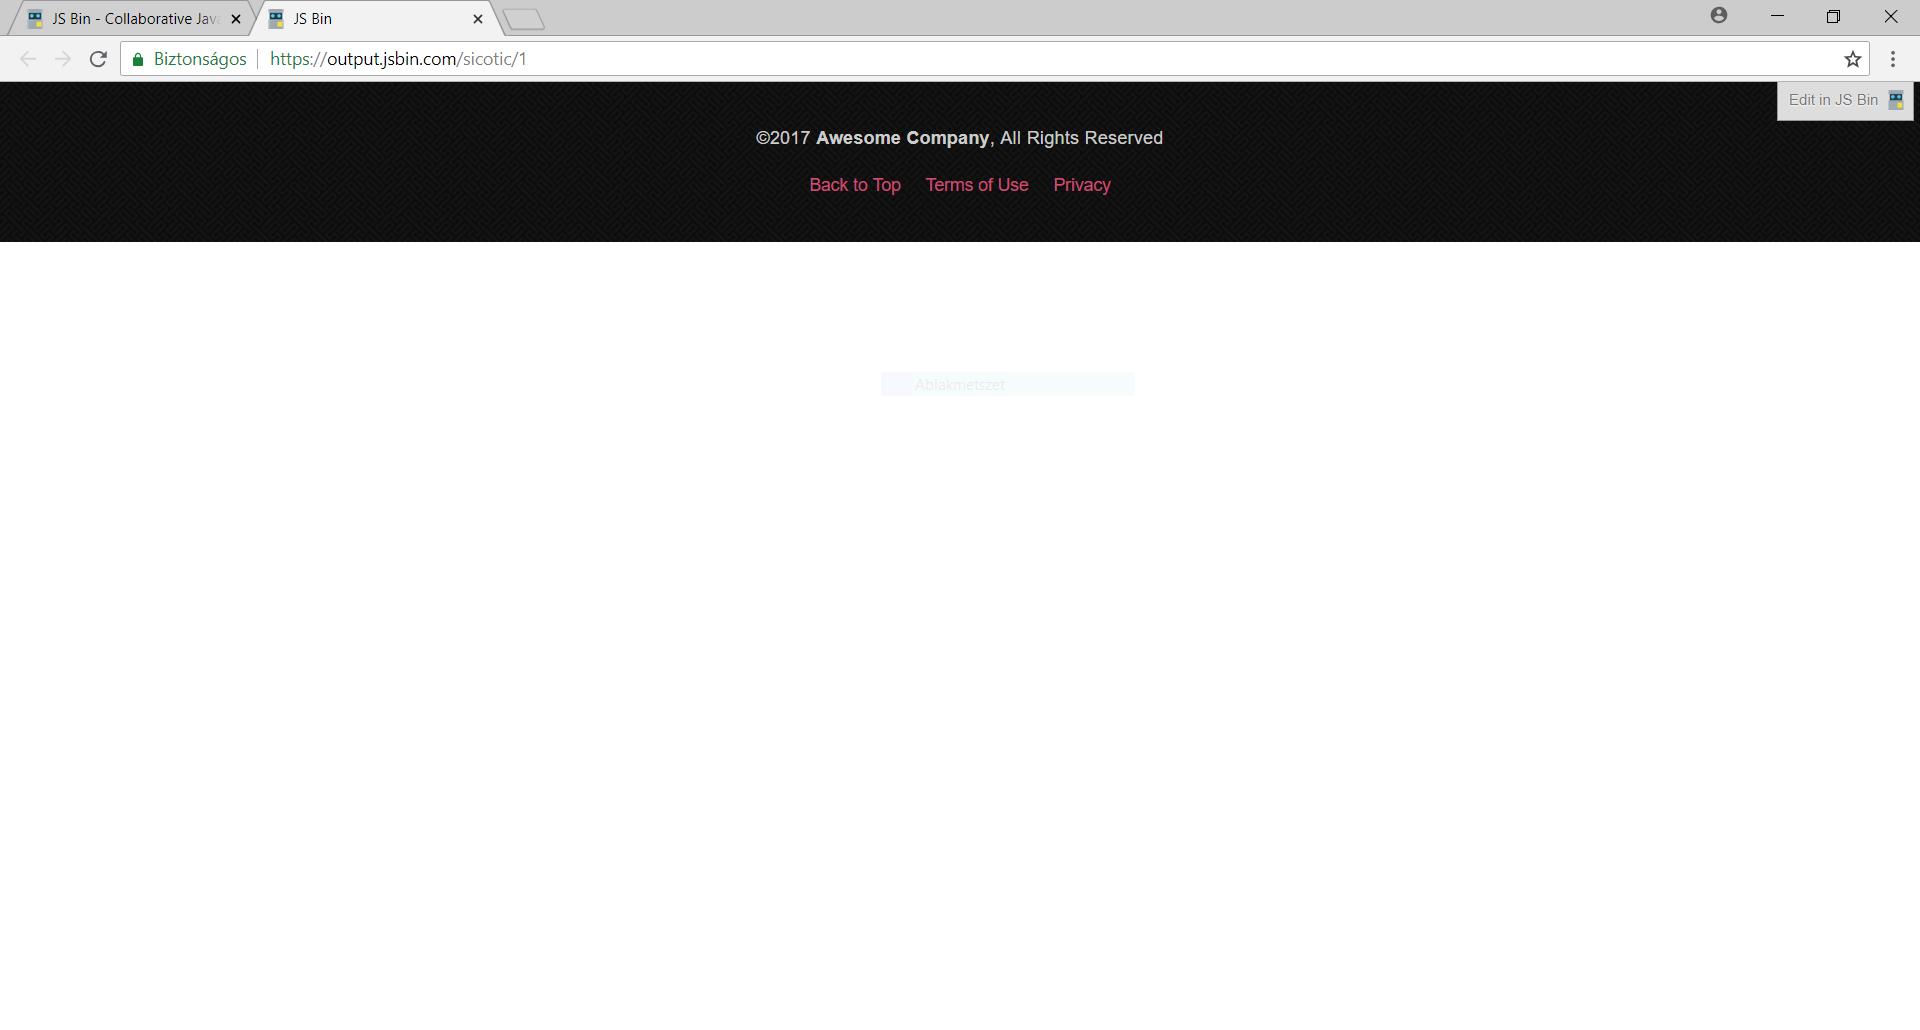 JS Bin - Collaborative Jav
JS Bin
Biztonságos
https://output.jsbin.com/sicotic/1
Edit in JS Bin
©2017 Awesome Company, All Rights Reserved
Back to Top Terms of Use Privacy
Ablakmetszet